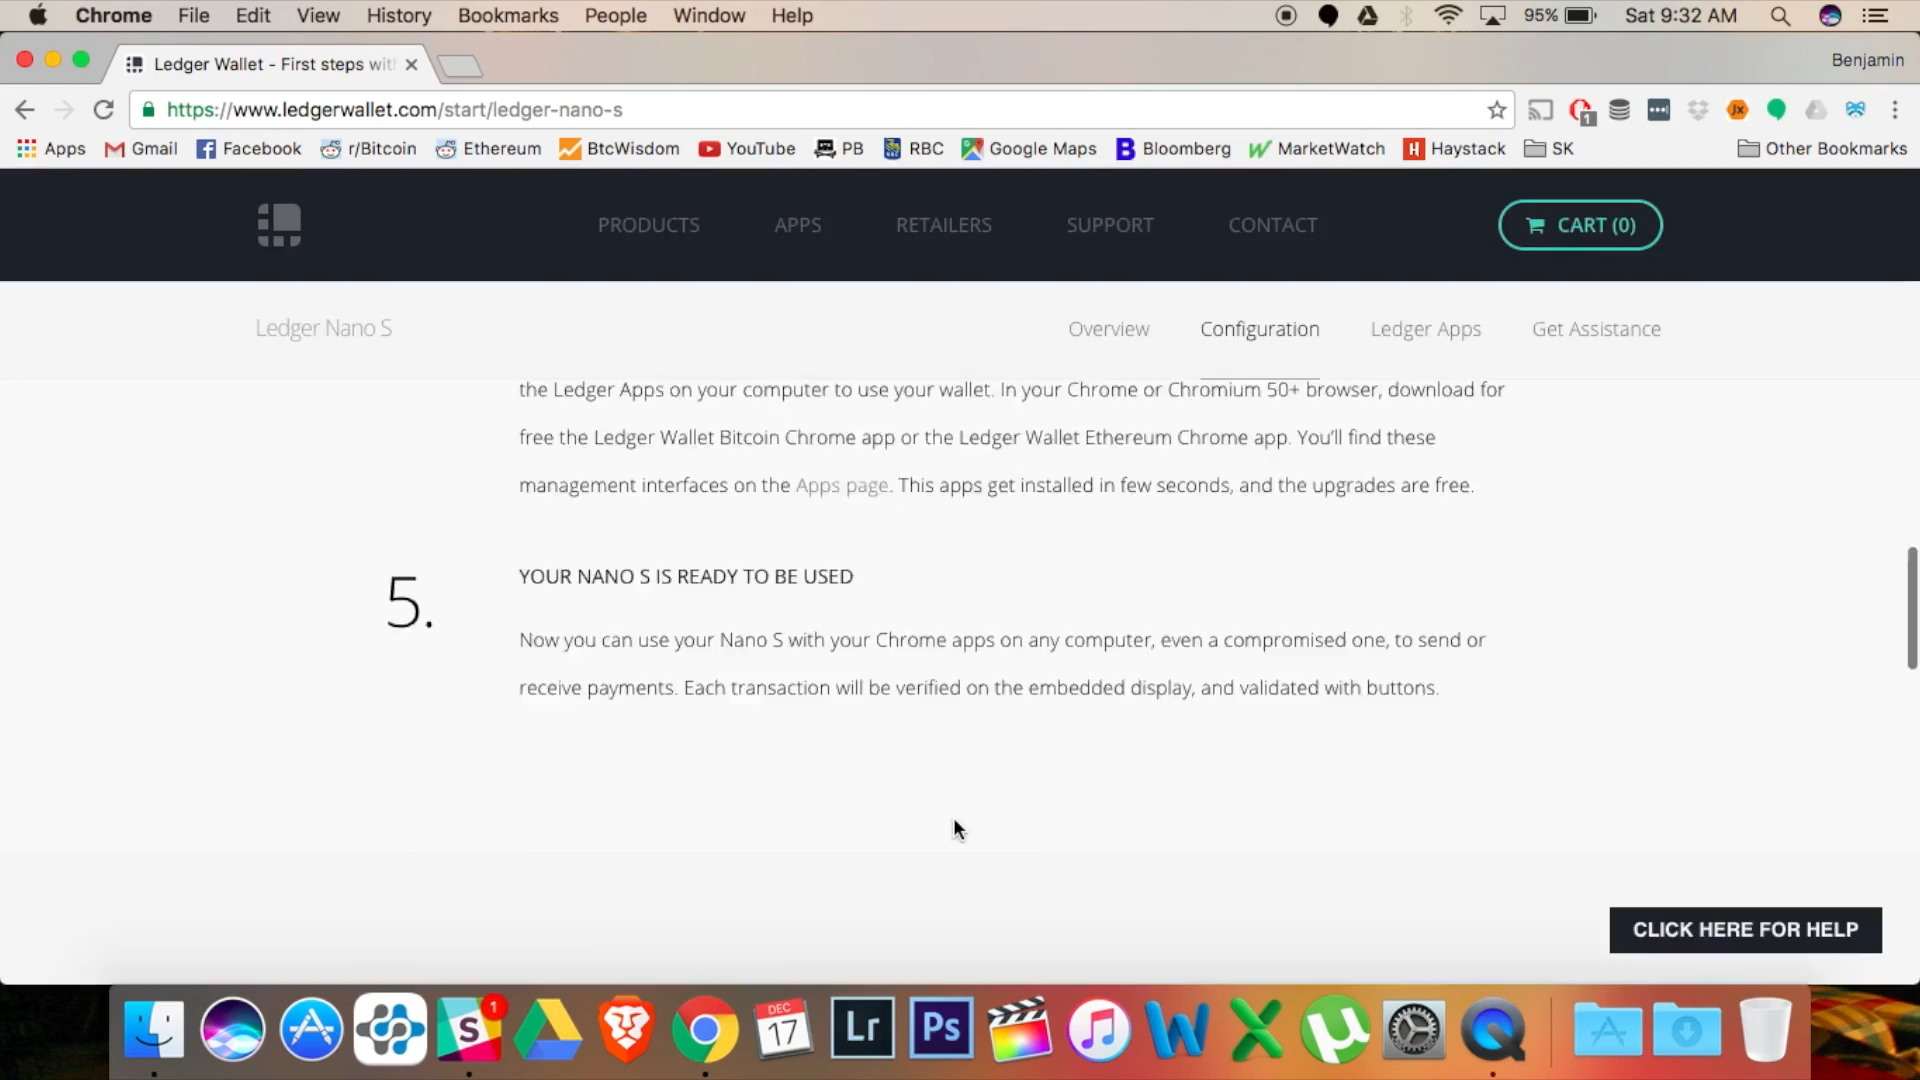 Chrome File Edit View History Bookmarks People Window Help 95% Sat 9:32 AM
Ledger Wallet - First steps with Benjamin
https://www.ledgerwallet.com/start/ledger-nano-s 1
Apps Gmail Facebook r/Bitcoin Ethereum BtcWisdom YouTube PB RBC Google Maps Bloomberg MarketWatch Haystack SK Other Bookmarks
PRODUCTS APPS RETAILERS SUPPORT CONTACT CART (0)
Ledger Nano S Overview Configuration Ledger Apps Get Assistance
the Ledger Apps on your computer to use your wallet. In your Chrome or Chromium 50+ browser, download for
free the Ledger Wallet Bitcoin Chrome app or the Ledger Wallet Ethereum Chrome app. You'll find these
management interfaces on the Apps page. This apps get installed in few seconds, and the upgrades are free.
5. YOUR NANO S IS READY TO BE USED
Now you can use your Nano S with your Chrome apps on any computer, even a compromised one, to send or
receive payments. Each transaction will be verified on the embedded display, and validated with buttons.
CLICK HERE FOR HELP
S 1 DEC 17 Lr Ps